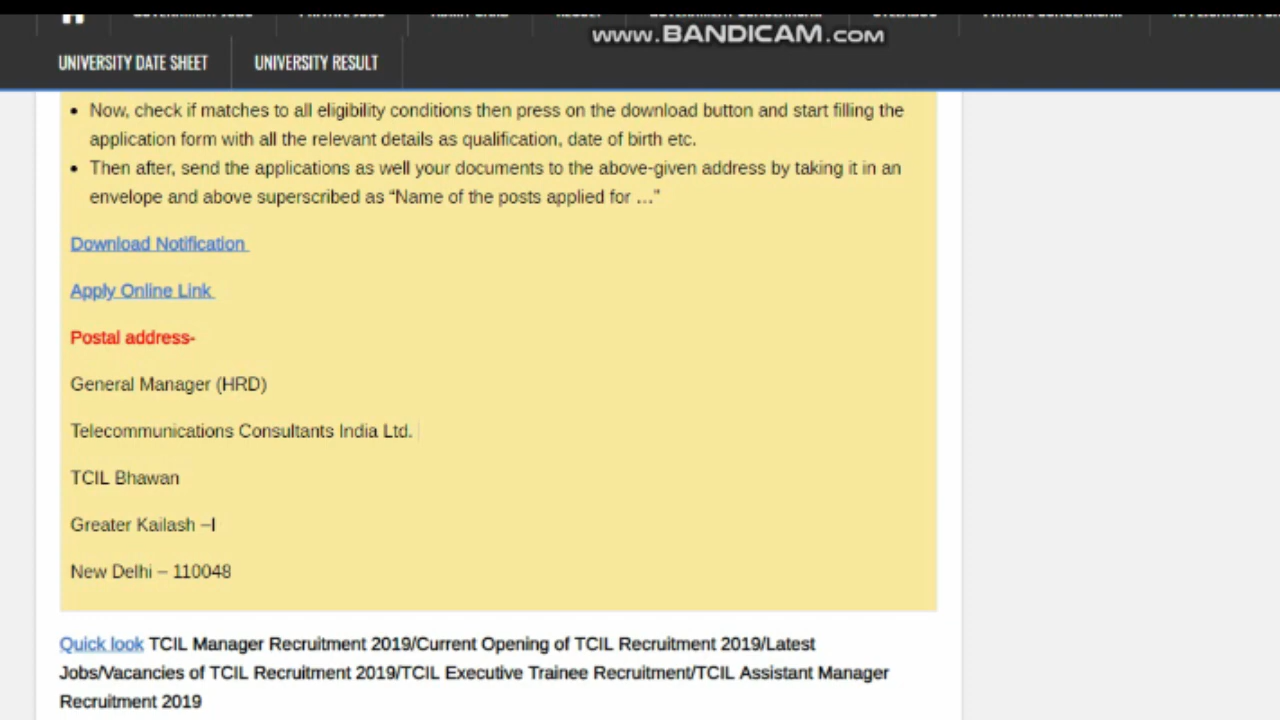 www.BANDICAM.com
UNIVERSITY DATE SHEET UNIVERSITY RESULT
• Now, check if matches to all eligibility conditions then press on the download button and start filling the
application form with all the relevant details as qualification, date of birth etc.
• Then after, send the applications as well your documents to the above-given address by taking it in an
envelope and above superscribed as “Name of the posts applied for …”
Download Notification
Apply Online Link
Postal address-
General Manager (HRD)
Telecommunications Consultants India Ltd.
TCIL Bhawan
Greater Kailash –I
New Delhi – 110048
Quick look TCIL Manager Recruitment 2019/Current Opening of TCIL Recruitment 2019/Latest
Jobs/Vacancies of TCIL Recruitment 2019/TCIL Executive Trainee Recruitment/TCIL Assistant Manager
Recruitment 2019